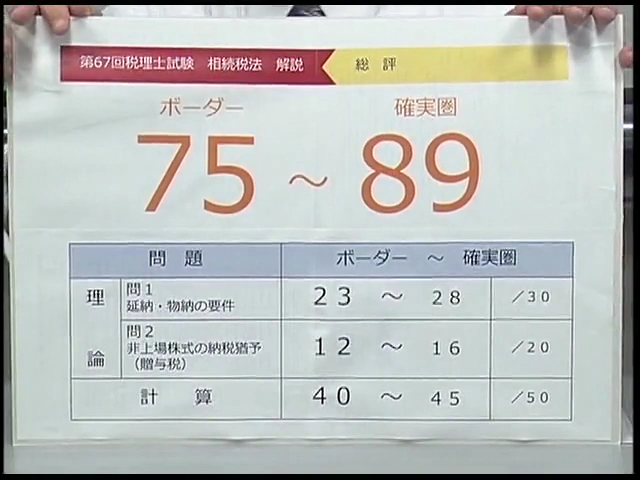 第67回税理士試験 相続税法 解説 総 評
ボーダー 確実圏
75 ～ 89
問 題 ボーダー ～ 確実圏
理論
問1
延納・物納の要件
23 ～ 28 ／30
問2
非上場株式の納税猶予
（贈与税）
12 ～ 16 ／20
計 算 40 ～ 45 ／50